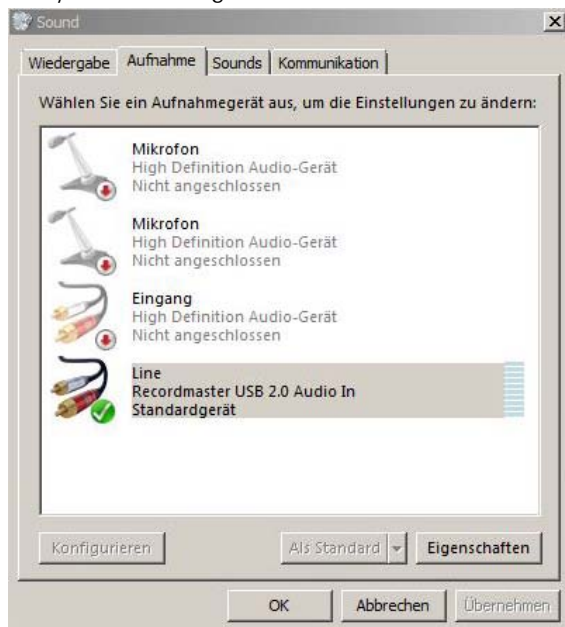 Sound
Wiedergabe Aufnahme Sounds Kommunikation
Wählen Sie ein Aufnahmegerät aus, um die Einstellungen zu ändern:
Mikrofon
High Definition Audio-Gerät
Nicht angeschlossen
Mikrofon
High Definition Audio-Gerät
Nicht angeschlossen
Eingang
High Definition Audio-Gerät
Nicht angeschlossen
Line
Recordmaster USB 2.0 Audio In
Standardgerät
Konfigurieren Als Standard Eigenschaften
OK Abbrechen Übernehmen